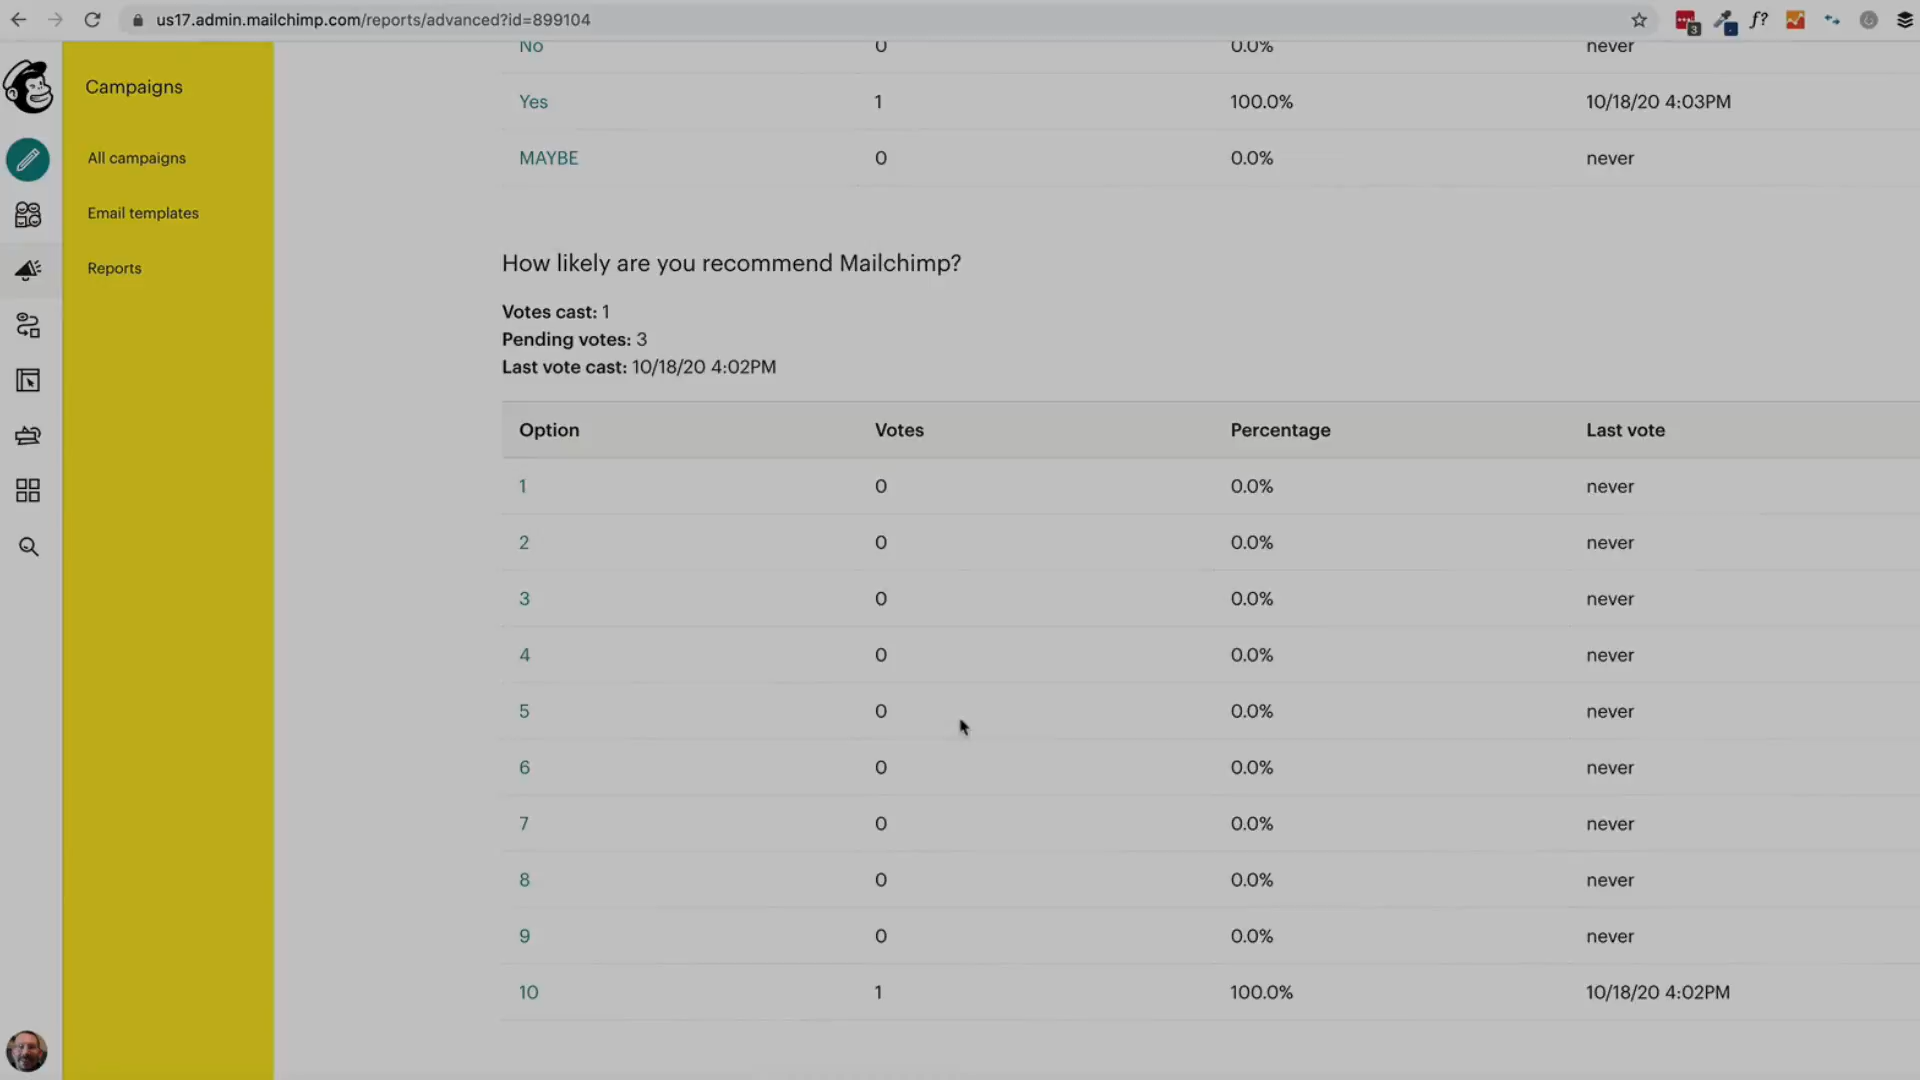 us17.admin.mailchimp.com/reports/advanced?id=899104
3
f?
Campaigns
All campaigns
Email templates
Reports
No 0 0.0% never
Yes 1 100.0% 10/18/20 4:03PM
MAYBE 0 0.0% never
How likely are you recommend Mailchimp?
Votes cast: 1
Pending votes: 3
Last vote cast: 10/18/20 4:02PM
Option Votes Percentage Last vote
1 0 0.0% never
2 0 0.0% never
3 0 0.0% never
4 0 0.0% never
5 0 0.0% never
6 0 0.0% never
7 0 0.0% never
8 0 0.0% never
9 0 0.0% never
10 1 100.0% 10/18/20 4:02PM